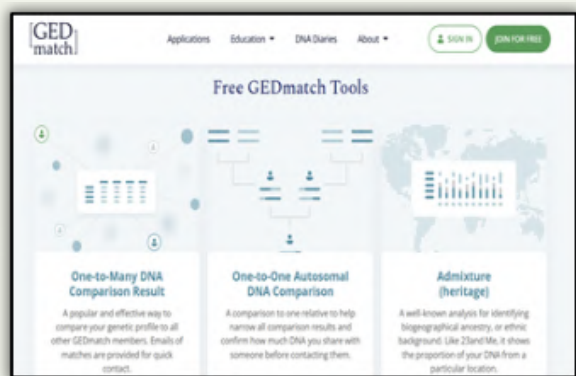 GED
match
Applications Education DNA Diaries About SIGN IN JOIN FOR FREE
Free GEDmatch Tools
One-to-Many DNA
Comparison Result
A popular and effective way to
compare your genetic profile to all
other GEDmatch members. Emails of
matches are provided for quick
contact.
One-to-One Autosomal
DNA Comparison
A comparison to one relative to help
narrow all comparison results and
confirm how much DNA you share with
someone before contacting them.
Admixture
(heritage)
A well-known analysis for identifying
biogeographical ancestry, or ethnic
background. Like 23and Me, it shows
the proportion of your DNA from a
particular location.